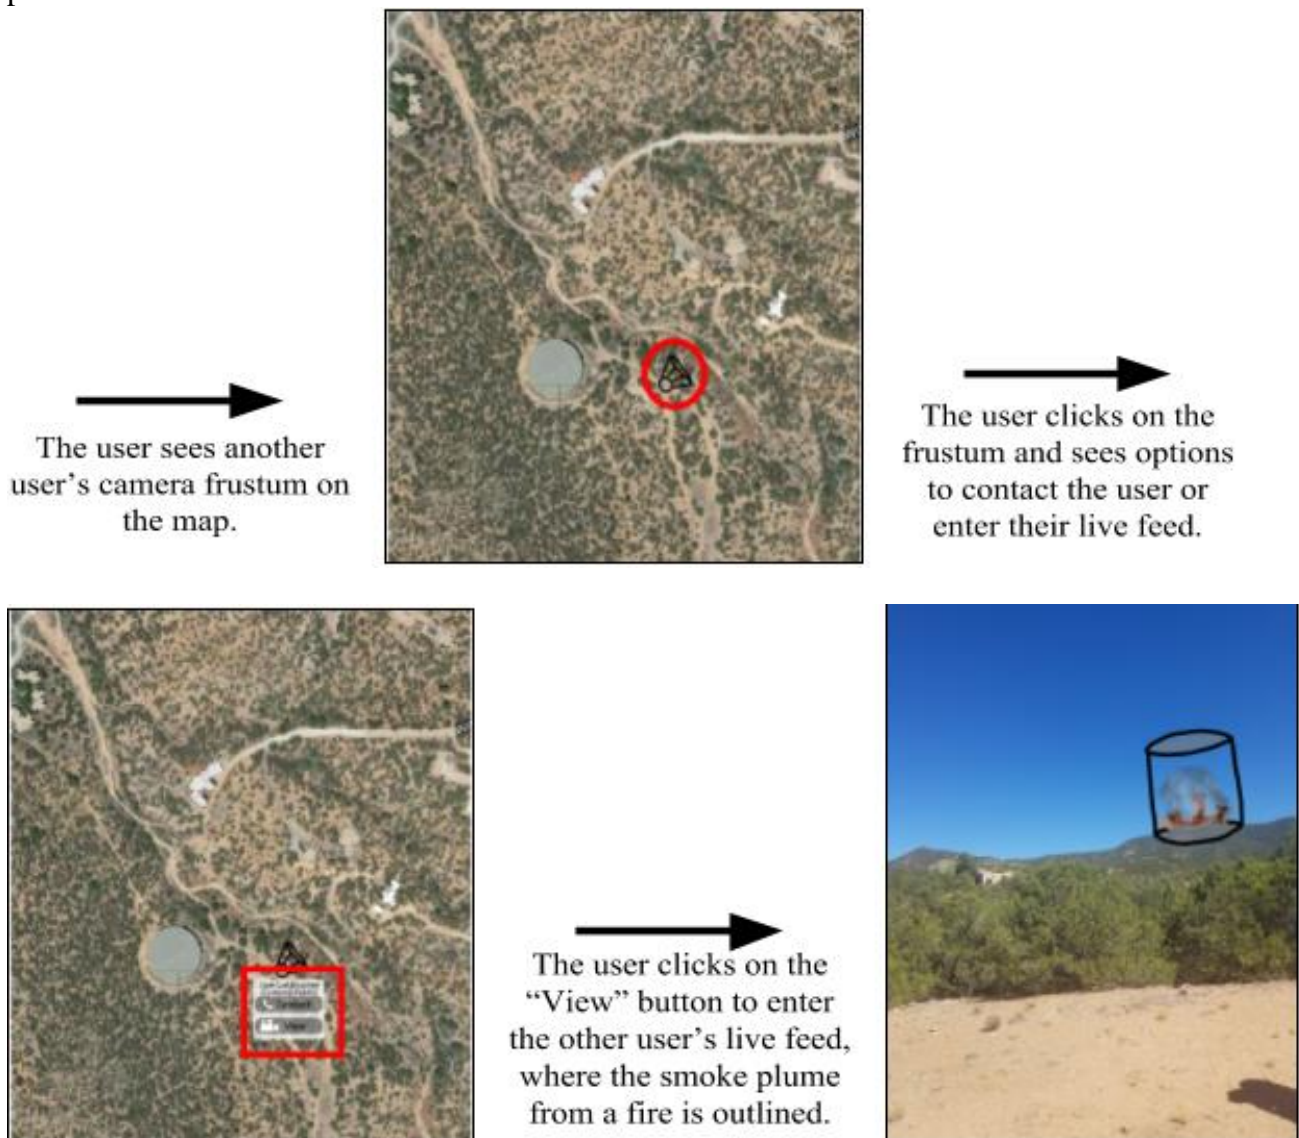 The user sees another
user’s camera frustum on
the map.
The user clicks on the
frustum and sees options
to contact the user or
enter their live feed.
Contact
View
The user clicks on the
“View” button to enter
the other user’s live feed,
where the smoke plume
from a fire is outlined.